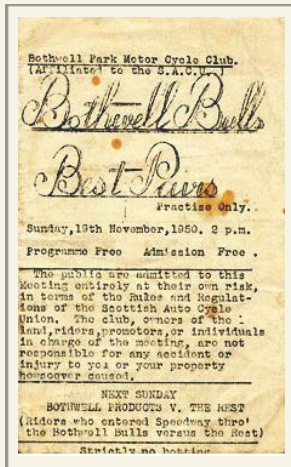 Bothwell Park Motor Cycle Club.
(Affiliated to the S.A.C.U.,)
Bothwell Bulls
Best Pairs
Practise Only.
Sunday,19th November,1950. 2 p.m.
Programme Free Admission Free .
The public are admitted to this
Meeting entirely at their own risk,
in terms of the Rules and Regulat-
ions of the Scottish Auto Cycle
Union. The club, owners of the
land,riders,promotors,or individuals
in charge of the meeting, are not
responsible for any accident or
injury to you or your property
howsoever caused.
NEXT SUNDAY
BOTHWELL PRODUCTS V. THE REST
(Riders who entered Speedway thro'
the Bothwell Bulls versus the Rest)
Strictly no betting